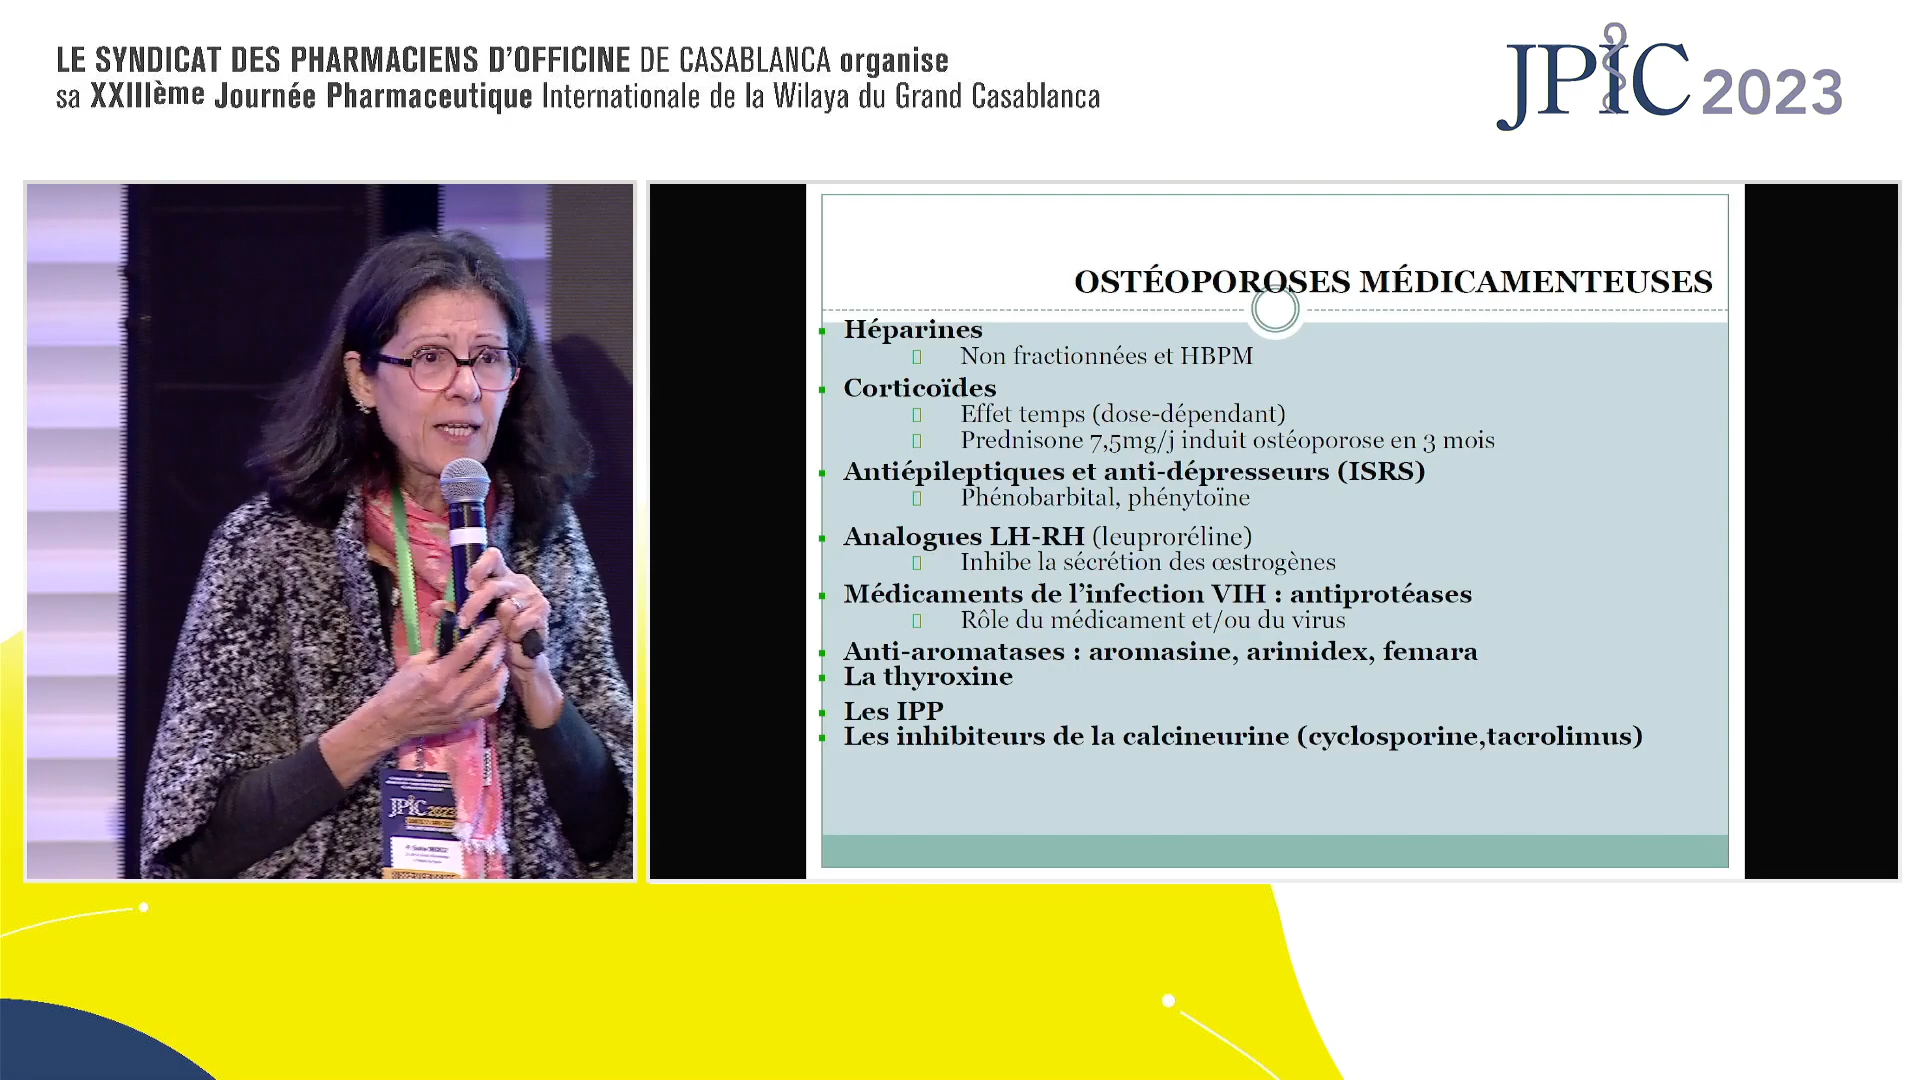 LE SYNDICAT DES PHARMACIENS D'OFFICINE DE CASABLANCA organise
sa XXIIIème Journée Pharmaceutique Internationale de la Wilaya du Grand Casablanca
JPIC 2023
OSTÉOPOROSES MÉDICAMENTEUSES
Héparines
Non fractionnées et HBPM
Corticoïdes
Effet temps (dose-dépendant)
Prednisone 7,5mg/j induit ostéoporose en 3 mois
Antiépileptiques et anti-dépresseurs (ISRS)
Phénobarbital, phénytoïne
Analogues LH-RH (leuproréline)
Inhibe la sécrétion des œstrogènes
Médicaments de l'infection VIH : antiprotéases
Rôle du médicament et/ou du virus
Anti-aromatases : aromasine, arimidex, femara
La thyroxine
Les IPP
Les inhibiteurs de la calcineurine (cyclosporine,tacrolimus)
JPIC 2023